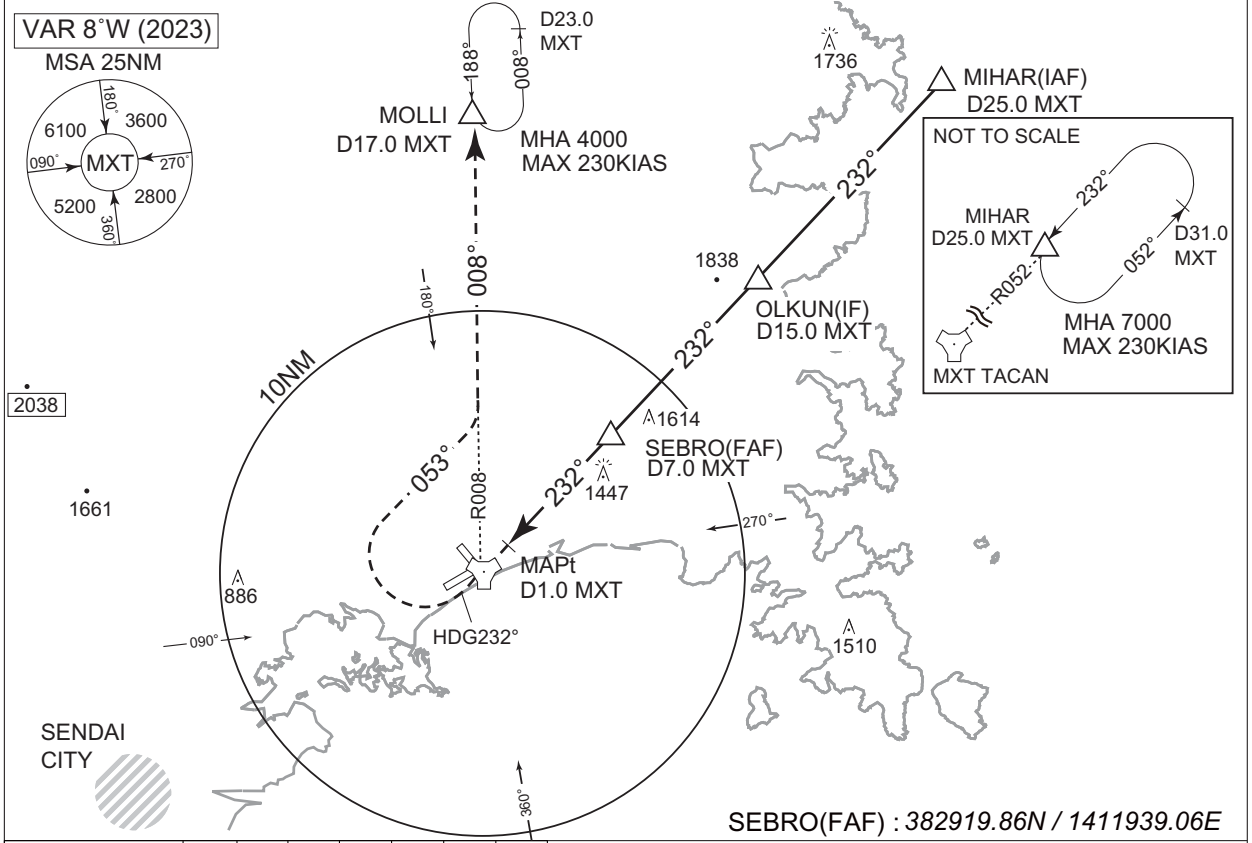 VAR 8°W (2023)
MSA 25NM
180°
6100
3600
090°
MXT
270°
5200
2800
360°
D23.0
MXT
188°
008°
MOLLI
D17.0 MXT
MHA 4000
MAX 230KIAS
1736
MIHAR(IAF)
D25.0 MXT
232°
NOT TO SCALE
232°
MIHAR
D25.0 MXT
D31.0
MXT
052°
R052
MHA 7000
MAX 230KIAS
MXT TACAN
008°
180°
1838
OLKUN(IF)
D15.0 MXT
232°
10NM
2038
1614
SEBRO(FAF)
D7.0 MXT
053°
R008
232°
1447
1661
270°
MAPt
D1.0 MXT
886
HDG232°
090°
1510
SENDAI
CITY
360°
SEBRO(FAF) : 382919.86N / 1411939.06E